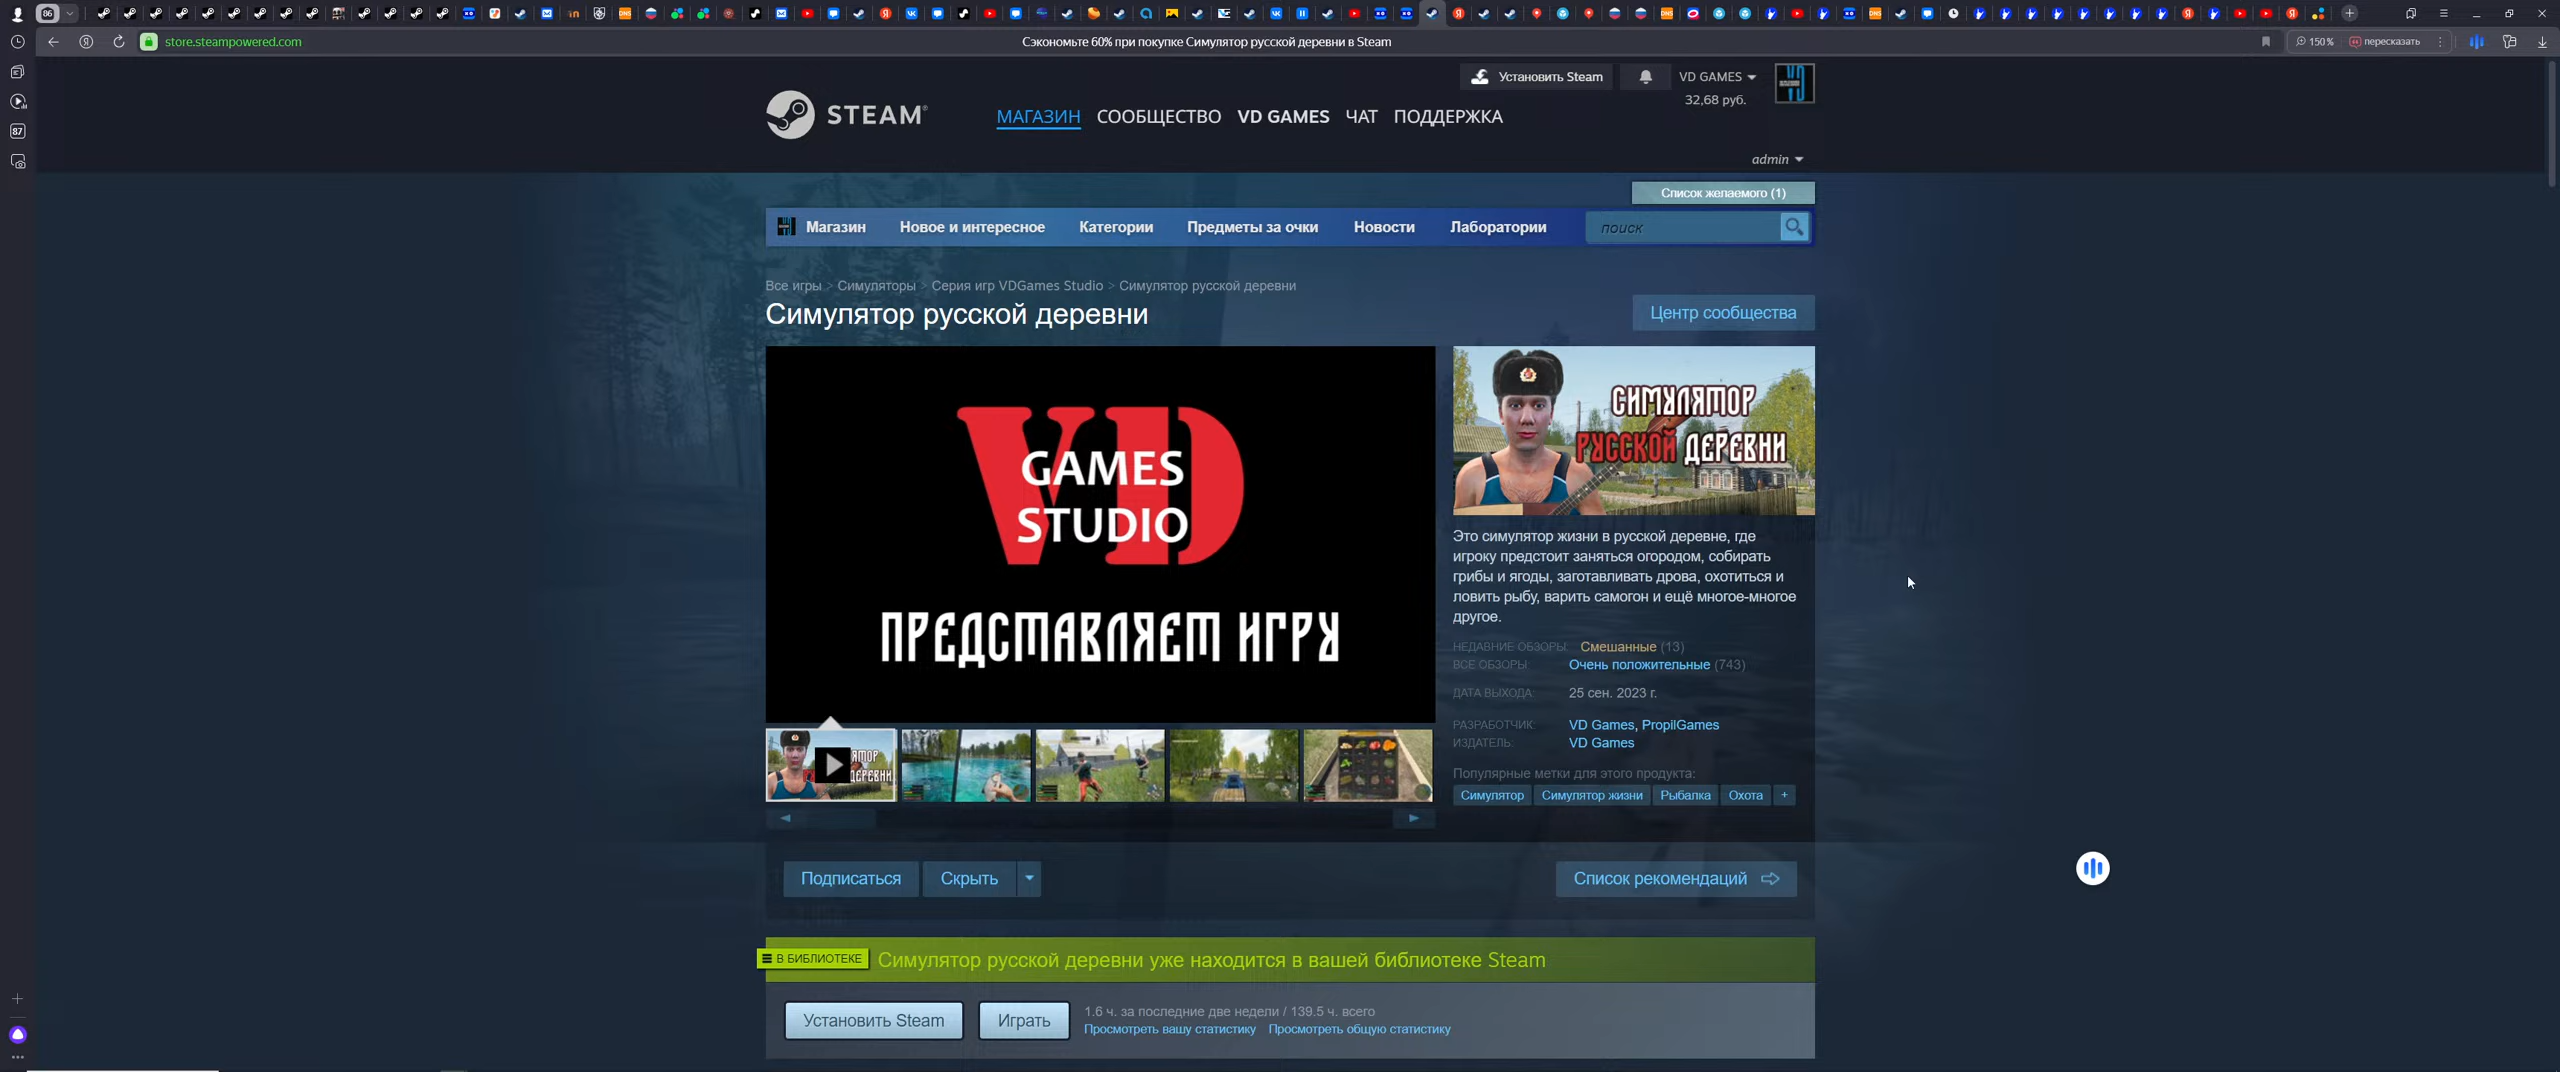 86
store.steampowered.com
Сэкономьте 60% при покупке Симулятор русской деревни в Steam
150 %
пересказать
87
Установить Steam
VD GAMES
32,68 руб.
STEAM®
МАГАЗИН
СООБЩЕСТВО
VD GAMES
ЧАТ
ПОДДЕРЖКА
admin
Список желаемого (1)
Магазин
Новое и интересное
Категории
Предметы за очки
Новости
Лаборатории
поиск
Все игры > Симуляторы > Серия игр VDGames Studio > Симулятор русской деревни
Симулятор русской деревни
Центр сообщества
VD
GAMES
STUDIO
ПРЕДСТАВЛЯЕТ ИГРУ
СИМУЛЯТОР
РУССКОЙ ДЕРЕВНИ
Это симулятор жизни в русской деревне, где
игроку предстоит заняться огородом, собирать
грибы и ягоды, заготавливать дрова, охотиться и
ловить рыбу, варить самогон и ещё многое-многое
другое.
НЕДАВНИЕ ОБЗОРЫ: Смешанные (13)
ВСЕ ОБЗОРЫ: Очень положительные (743)
ДАТА ВЫХОДА: 25 сен. 2023 г.
РАЗРАБОТЧИК: VD Games, PropilGames
ИЗДАТЕЛЬ: VD Games
Популярные метки для этого продукта:
Симулятор
Симулятор жизни
Рыбалка
Охота
+
Подписаться
Скрыть
Список рекомендаций
В БИБЛИОТЕКЕ
Симулятор русской деревни уже находится в вашей библиотеке Steam
Установить Steam
Играть
1.6 ч. за последние две недели / 139.5 ч. всего
Просмотреть вашу статистику Просмотреть общую статистику